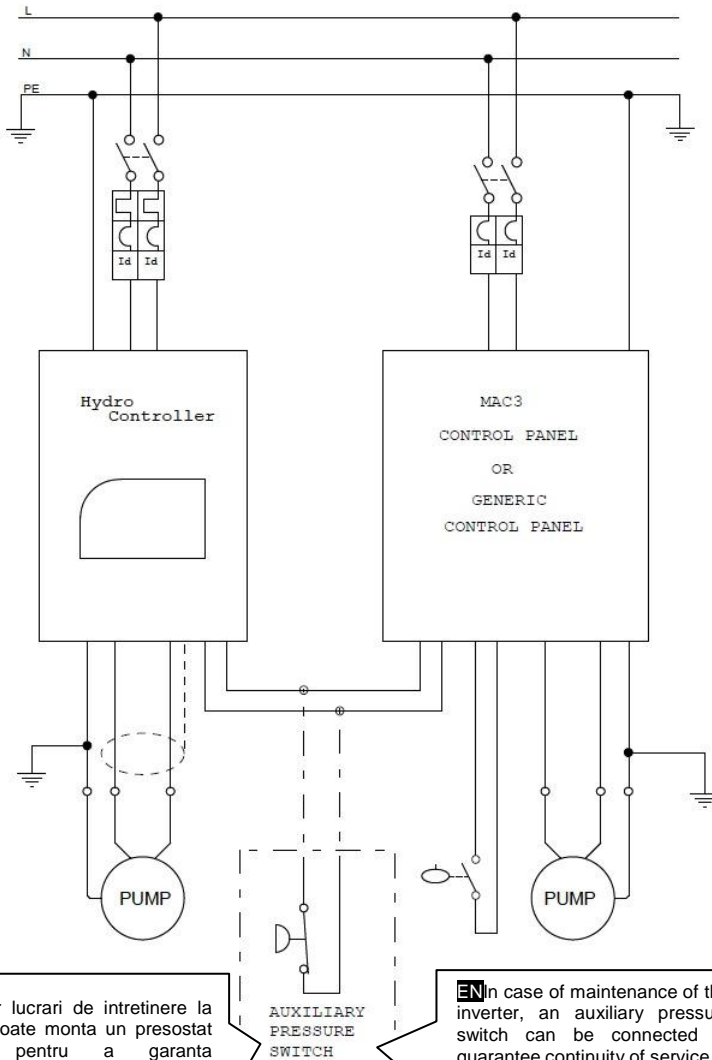 L
N
PE
Id Id
Id Id
Hydro
Controller
MAC3
CONTROL PANEL
OR
GENERIC
CONTROL PANEL
PUMP
PUMP
AUXILIARY
PRESSURE
SWITCH
lucrari de intretinere la
oate monta un presostat
pentru a garanta
EN In case of maintenance of th
inverter, an auxiliary pressu
switch can be connected
guarantee continuity of service